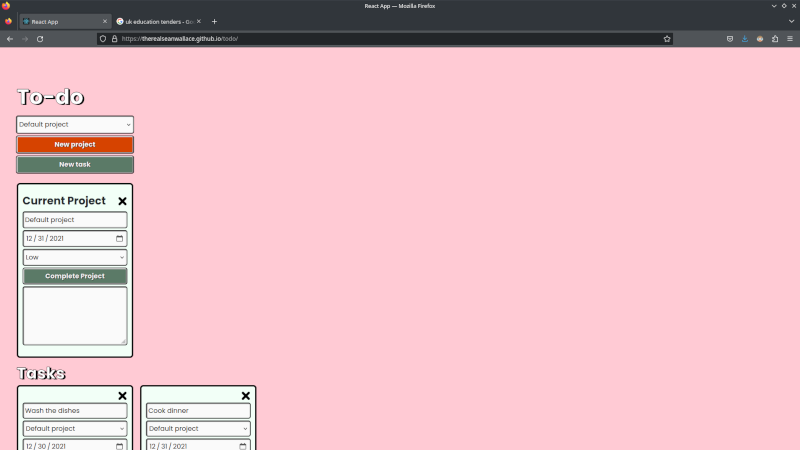 React App — Mozilla Firefox
React App
uk education tenders - Go
https://therealseanwallace.github.io/todo/
To-do
Default project
New project
New task
Current Project
Default project
12 / 31 / 2021
Low
Complete Project
Tasks
Wash the dishes
Default project
12 / 30 / 2021
Cook dinner
Default project
12 / 31 / 2021